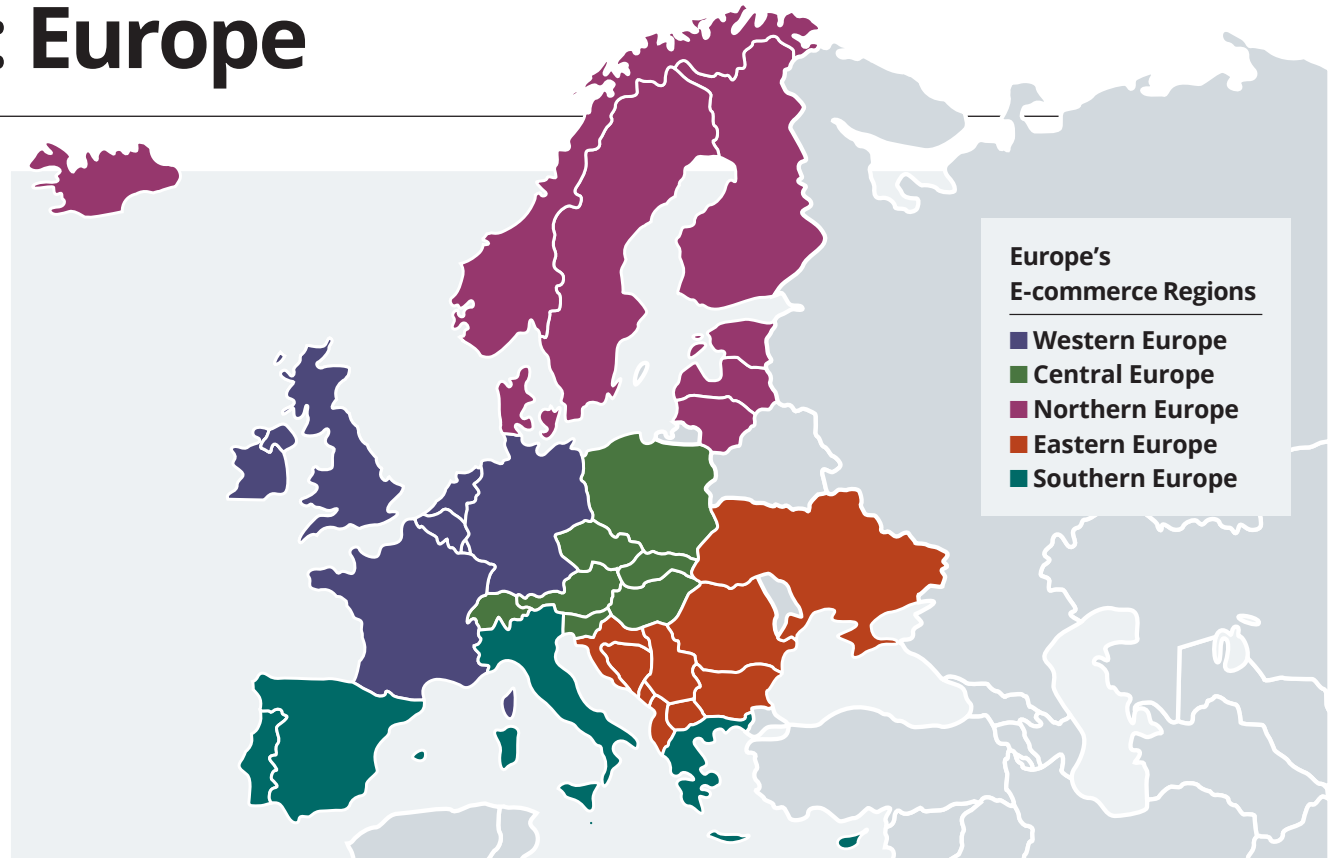 : Europe
Europe's
E-commerce Regions
Western Europe
Central Europe
Northern Europe
Eastern Europe
Southern Europe